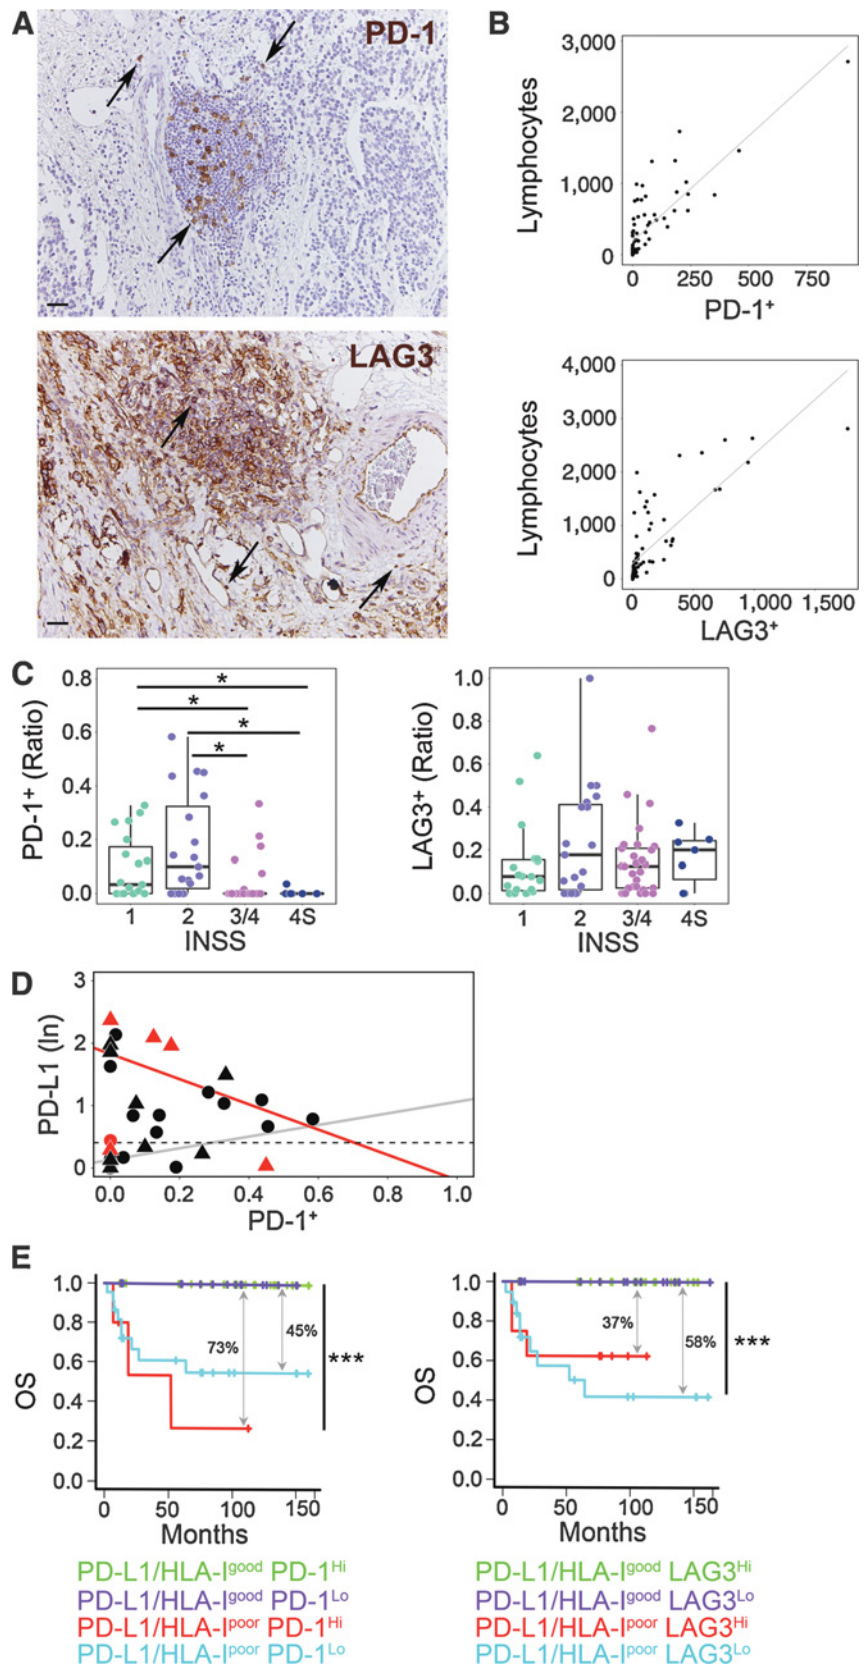 A
PD-1
LAG3
B
Lymphocytes
3,000
2,000
1,000
0
0 250 500 750
PD-1+
Lymphocytes
4,000
3,000
2,000
1,000
0
0 500 1,000 1,500
LAG3+
C
PD-1+ (Ratio)
0.8
0.6
0.4
0.2
0.0
*
*
*
*
1 2 3/4 4S
INSS
LAG3+ (Ratio)
1.0
0.8
0.6
0.4
0.2
0.0
1 2 3/4 4S
INSS
D
PD-L1 (ln)
3
2
1
0
0.0 0.2 0.4 0.6 0.8 1.0
PD-1+
E
OS
1.0
0.8
0.6
0.4
0.2
0.0
73%
45%
***
0 50 100 150
Months
PD-L1/HLA-Igood PD-1Hi
PD-L1/HLA-Igood PD-1Lo
PD-L1/HLA-Ipoor PD-1Hi
PD-L1/HLA-Ipoor PD-1Lo
OS
1.0
0.8
0.6
0.4
0.2
0.0
37%
58%
***
0 50 100 150
Months
PD-L1/HLA-Igood LAG3Hi
PD-L1/HLA-Igood LAG3Lo
PD-L1/HLA-Ipoor LAG3Hi
PD-L1/HLA-Ipoor LAG3Lo